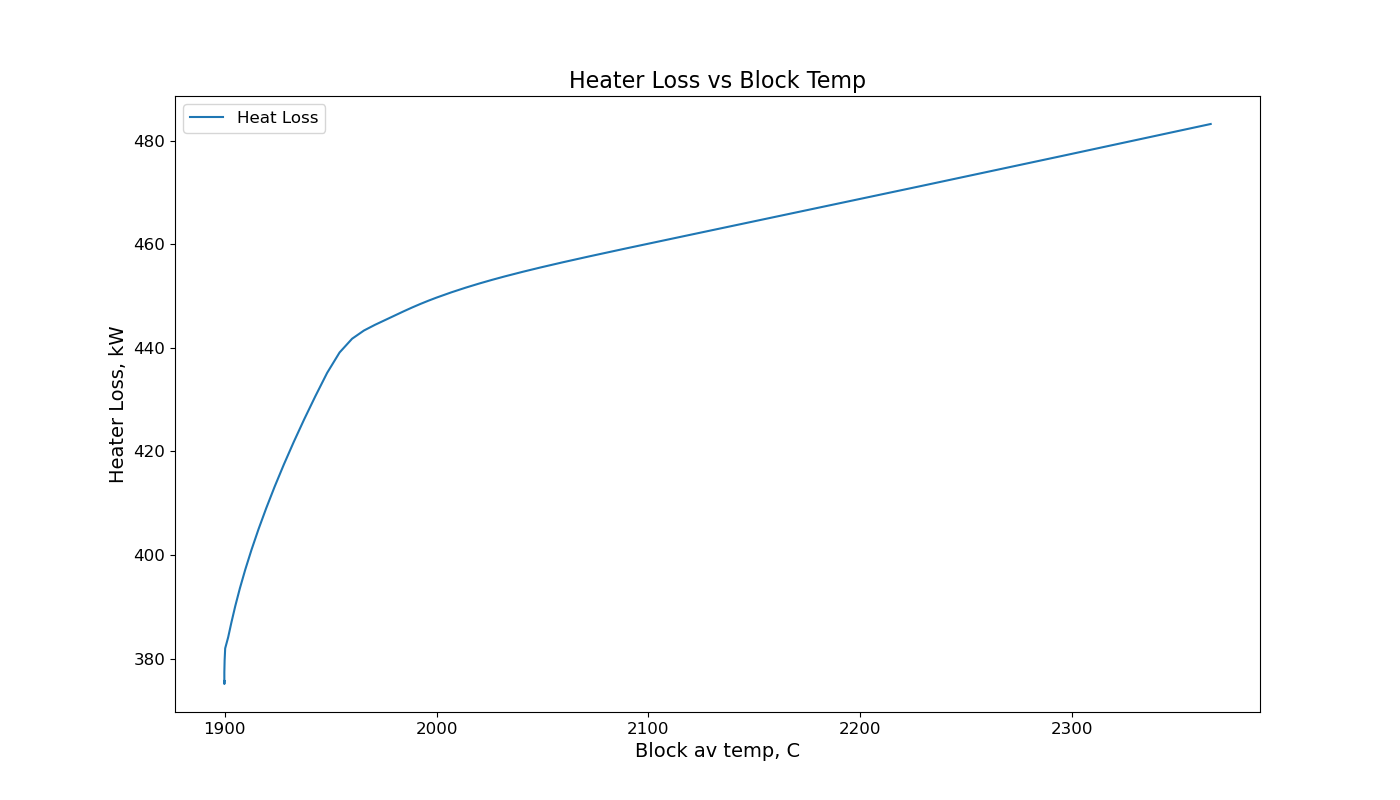 Heater Loss vs Block Temp
Heat Loss
480
460
440
420
400
380
Heater Loss, kW
1900 2000 2100 2200 2300
Block av temp, C